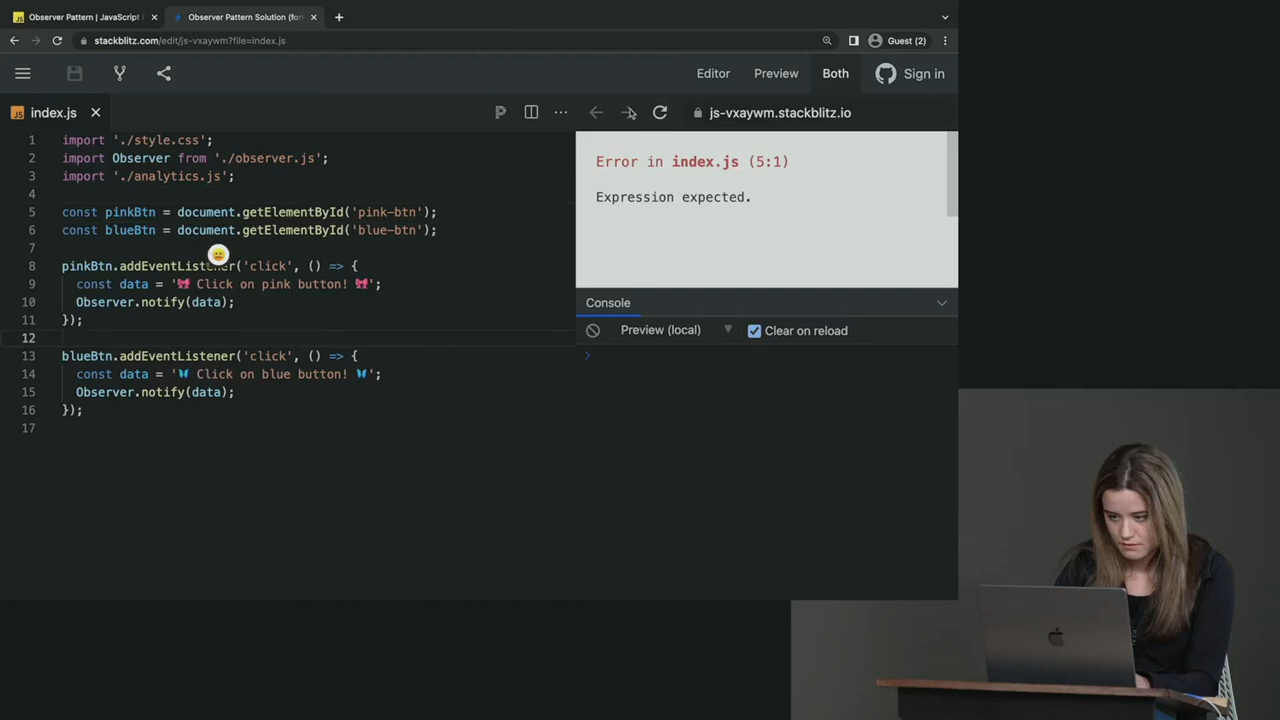 Observer Pattern | JavaScript
Observer Pattern Solution (for
stackblitz.com/edit/js-vxaywm?file=index.js
Guest (2)
Editor
Preview
Both
Sign in
JS index.js
js-vxaywm.stackblitz.io
1 import './style.css';
2 import Observer from './observer.js';
3 import './analytics.js';
4
5 const pinkBtn = document.getElementById('pink-btn');
6 const blueBtn = document.getElementById('blue-btn');
7
8 pinkBtn.addEventListener('click', () => {
9 const data = '🎀 Click on pink button! 🎀';
10 Observer.notify(data);
11 });
12
13 blueBtn.addEventListener('click', () => {
14 const data = '🦋 Click on blue button! 🦋';
15 Observer.notify(data);
16 });
17
Error in index.js (5:1)
Expression expected.
Console
Preview (local)
Clear on reload